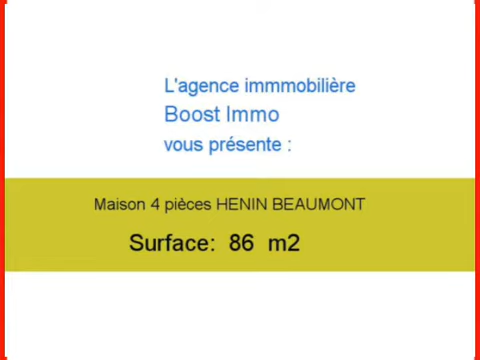 L'agence immmobilière
Boost Immo
vous présente :
Maison 4 pièces HENIN BEAUMONT
Surface: 86 m2